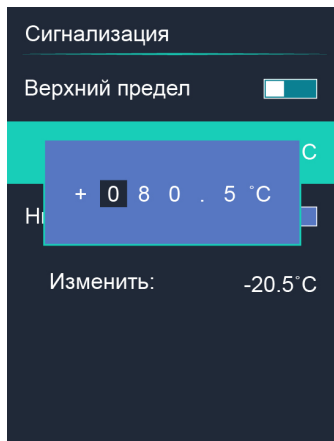 Сигнализация
Верхний предел
C
+ 0 8 0 . 5 °C
Изменить:
-20.5°C